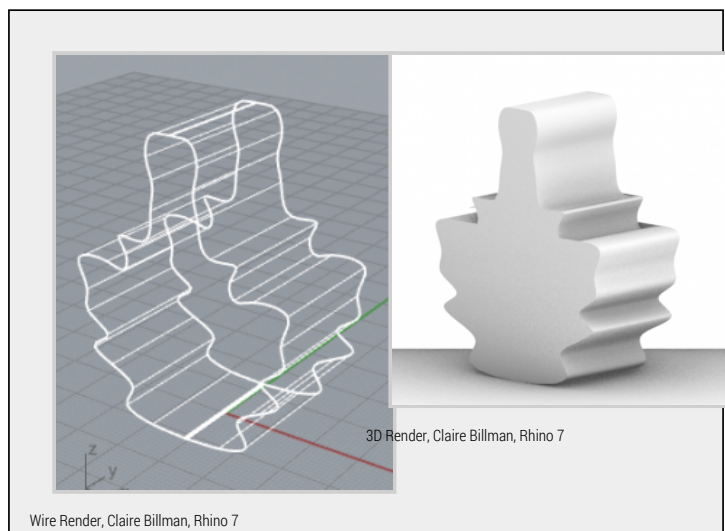 z
y
3D Render, Claire Billman, Rhino 7
Wire Render, Claire Billman, Rhino 7